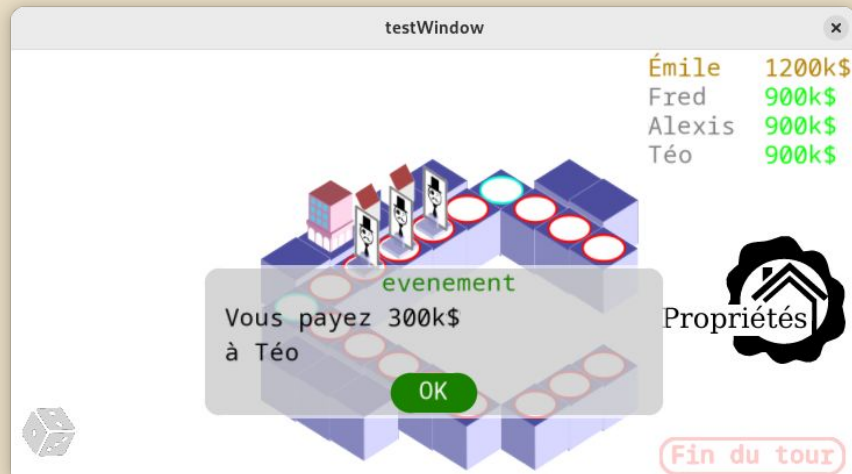 testWindow
Émile 1200k$
Fred 900k$
Alexis 900k$
Téo 900k$
evenement
Vous payez 300k$
à Téo
OK
Propriétés
Fin du tour